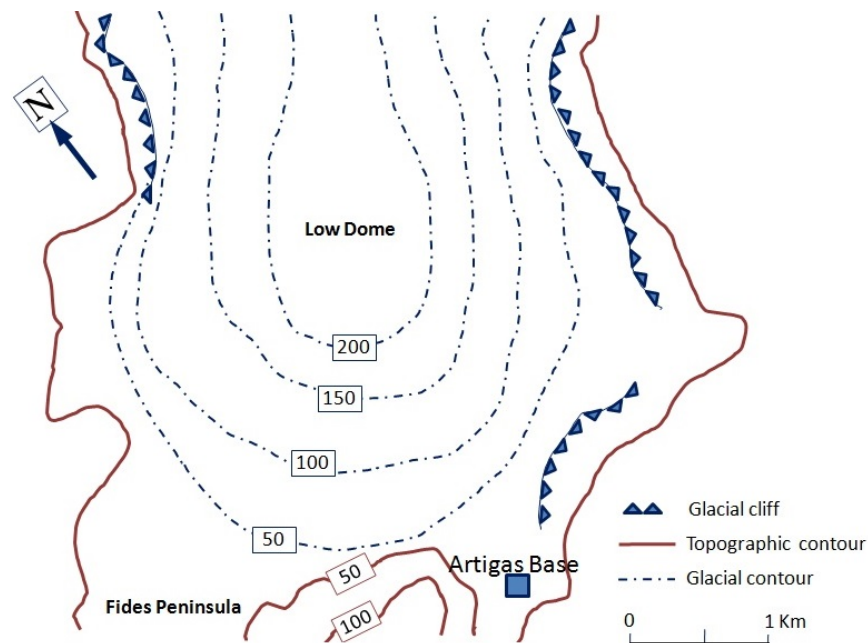 N
Low Dome
200
150
100
50
Glacial cliff
Topographic contour
Artigas Base
50
Glacial contour
Fides Peninsula
100
0 1 Km